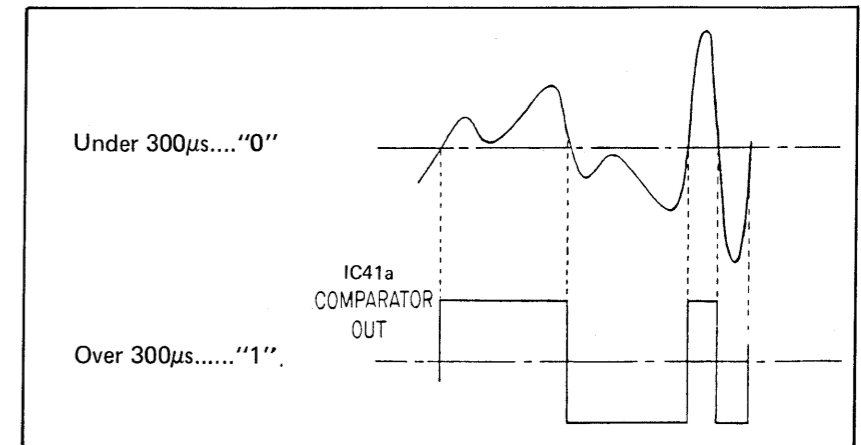 Under 300μs...."0"
IC41a
COMPARATOR
OUT
Over 300μs......"1".